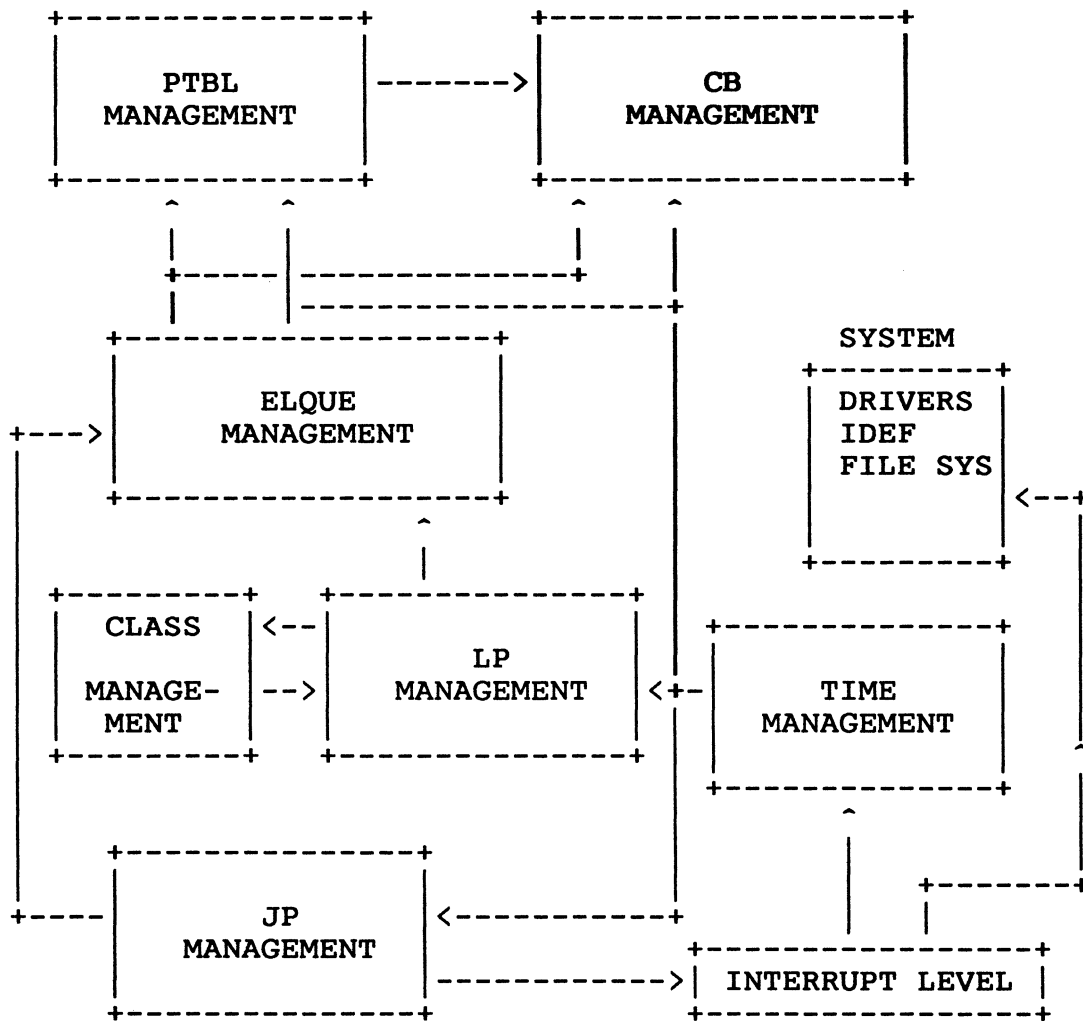 PTBL
MANAGEMENT
CB
MANAGEMENT
SYSTEM
ELQUE
MANAGEMENT
DRIVERS
IDEF
FILE SYS
CLASS
MANAGE-
MENT
LP
MANAGEMENT
TIME
MANAGEMENT
JP
MANAGEMENT
INTERRUPT LEVEL